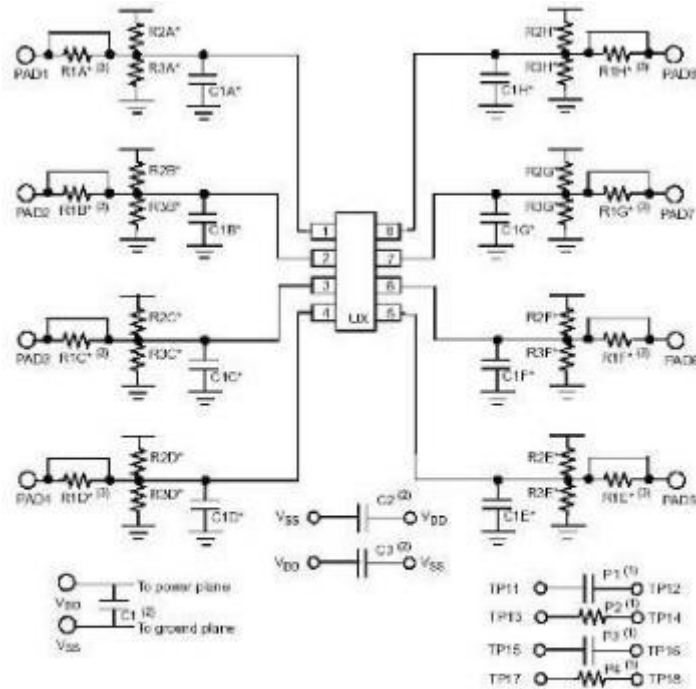 R2A*
PAD1
R1A* (3)
R3A*
C1A*
R2H*
R3H*
R1H* (3)
PAD8
C1H*
R2B*
PAD2
R1B* (3)
R3B*
C1B*
R2G*
R3G*
R1G* (3)
PAD7
C1G*
1
2
3
4
8
7
6
5
UX
R2C*
PAD3
R1C* (3)
R3C*
C1C*
R2F*
R3F*
R1F* (3)
PAD6
C1F*
R2D*
PAD4
R1D* (3)
R3D*
C1D*
R2E*
R3E*
R1E* (3)
PAD5
C1E*
VSS C2 (2) VDD
VDD C3 (2) VSS
To power plane
VDD C1 (2)
To ground plane
VSS
TP11 P1 (1) TP12
TP13 P2 (1) TP14
TP15 P3 (1) TP16
TP17 P4 (1) TP18